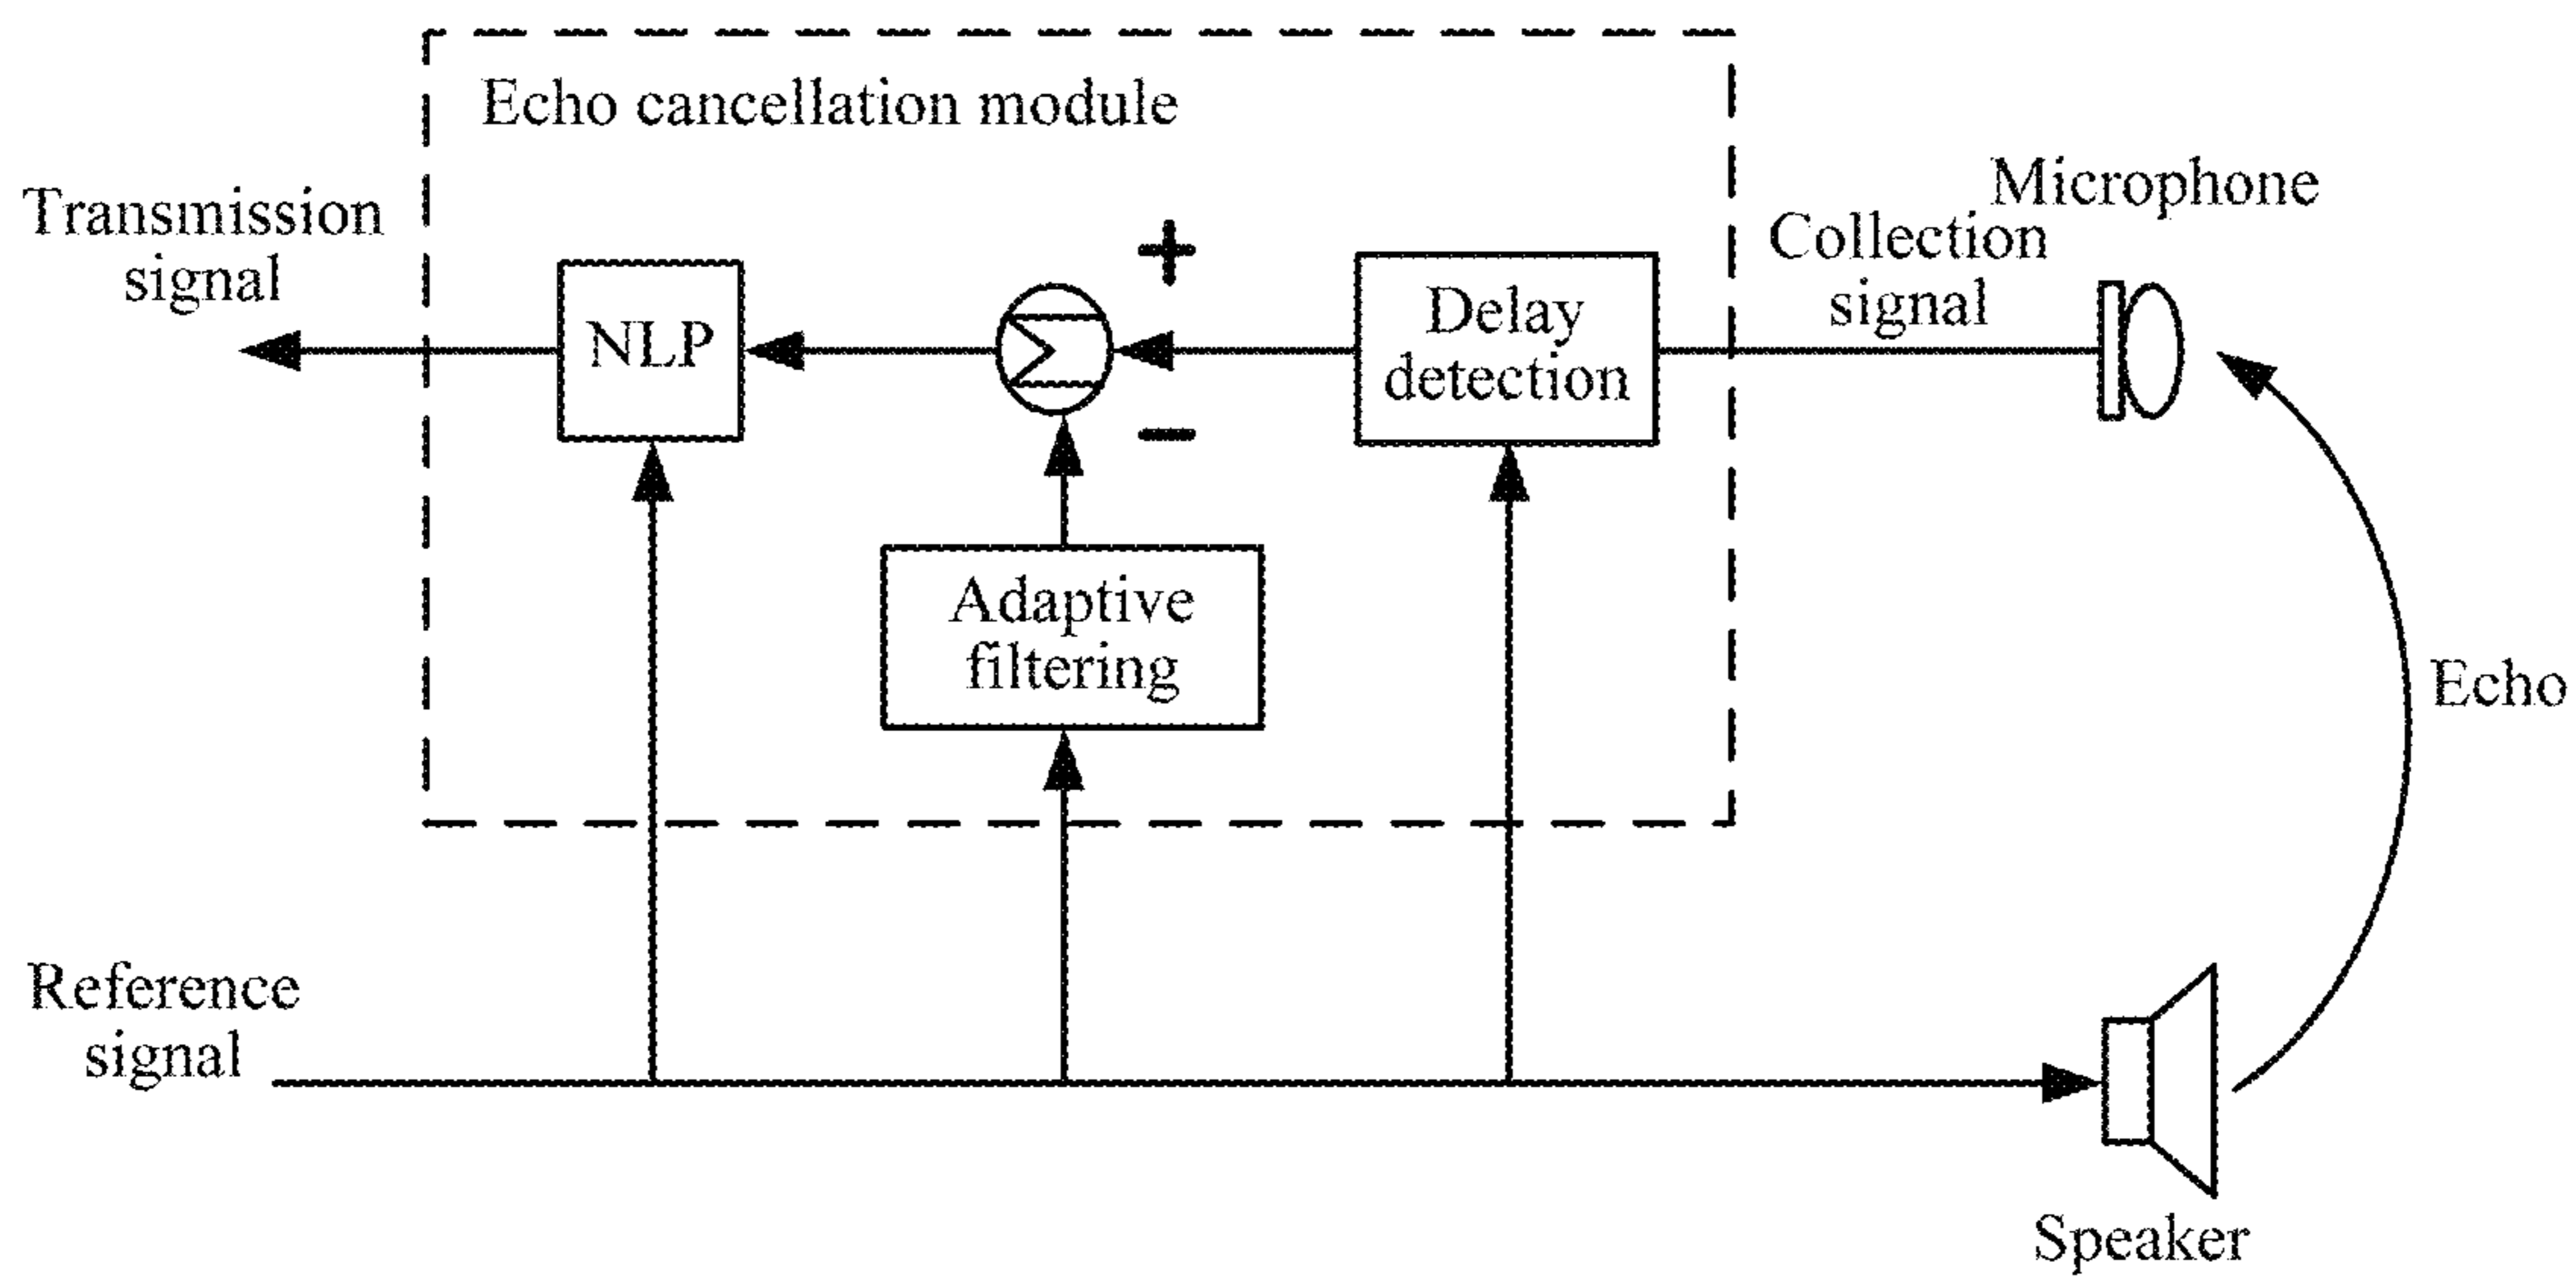 Echo cancellation module
Microphone
Transmission
signal
Collection
signal
+
NLP
Σ
Delay
detection
−
Adaptive
filtering
Echo
Reference
signal
Speaker